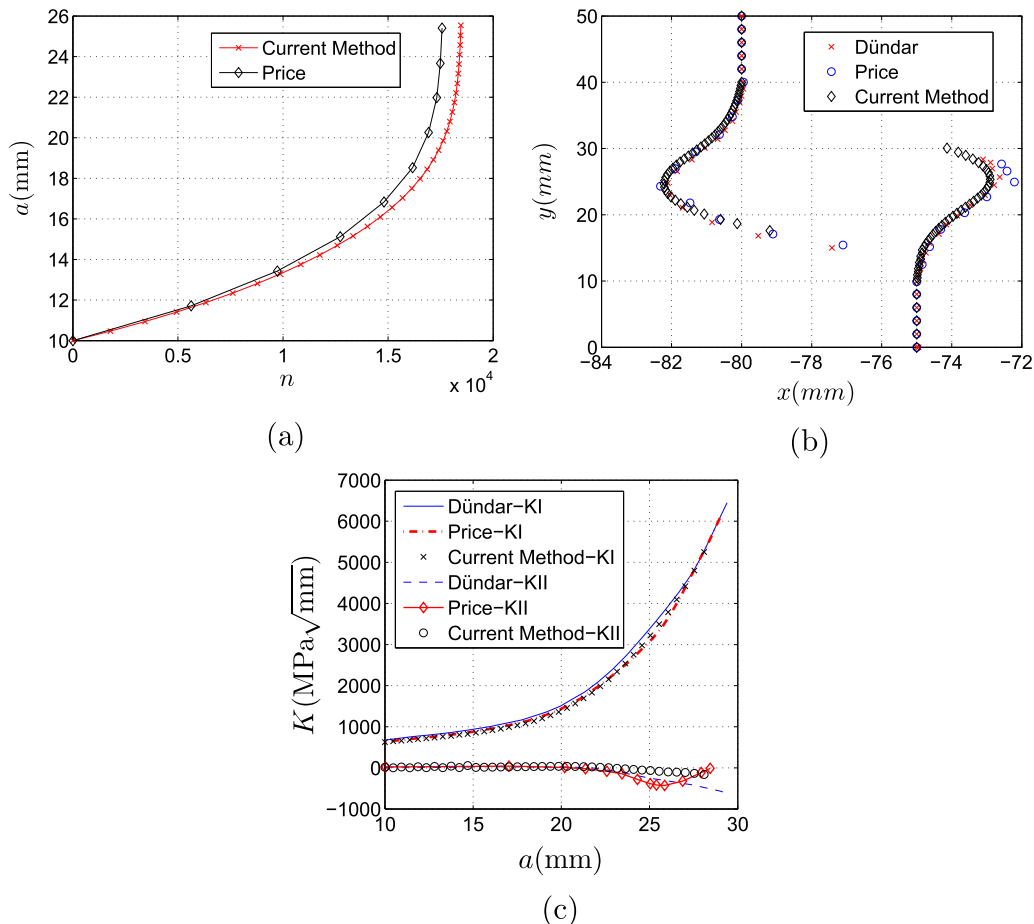 26
24
22
20
18
16
14
12
10
a(mm)
Current Method
Price
0 0.5 1 1.5 2
x 10⁴
n
(a)
50
40
30
20
10
0
y(mm)
Dündar
Price
Current Method
−84 −82 −80 −78 −76 −74 −72
x(mm)
(b)
7000
6000
5000
4000
3000
2000
1000
0
−1000
K(MPa√mm)
Dündar−KI
Price−KI
Current Method−KI
Dündar−KII
Price−KII
Current Method−KII
10 15 20 25 30
a(mm)
(c)